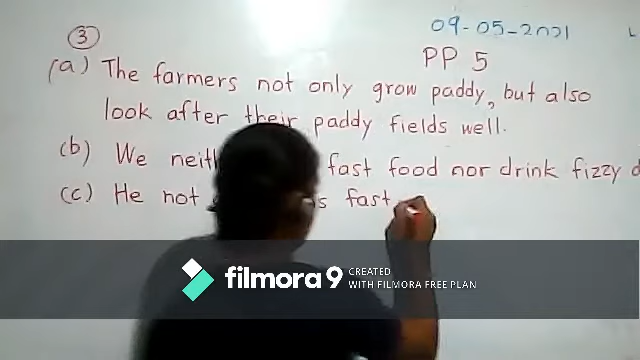 09-05-2021
L
③
PP 5
(a) The farmers not only grow paddy, but also
look after their paddy fields well.
(b) We fast food nor drink fizzy
(c) He not fast
filmora 9 CREATED
WITH FILMORA FREE PLAN